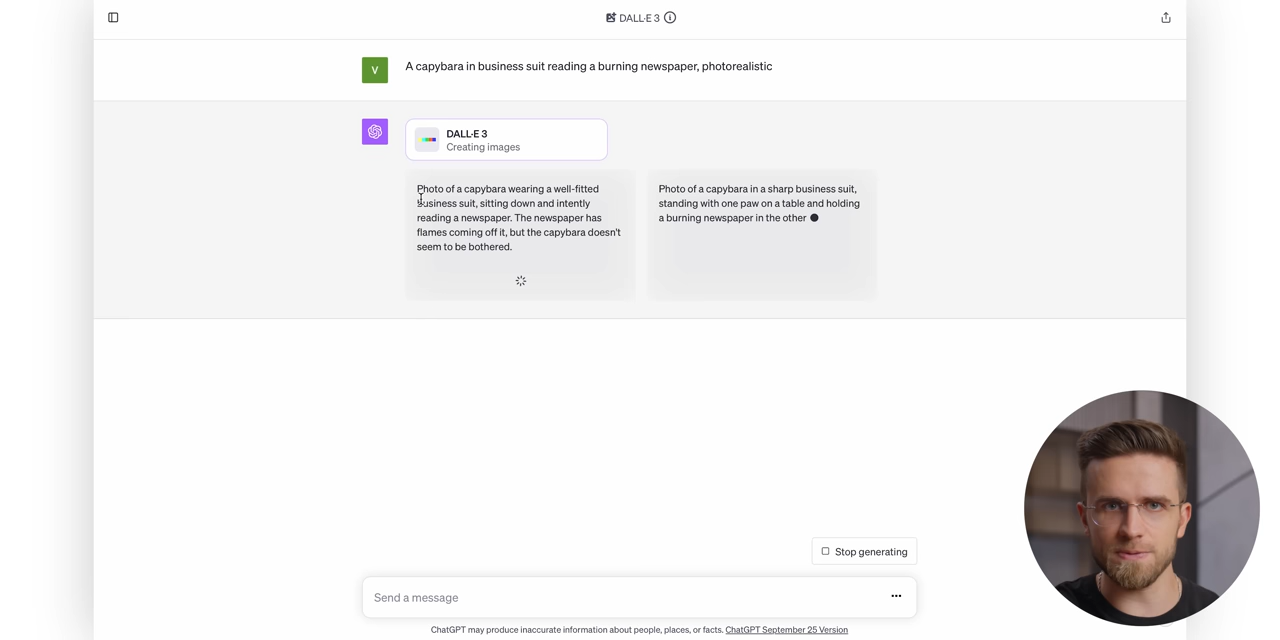 DALL·E 3
V
A capybara in business suit reading a burning newspaper, photorealistic
DALL·E 3
Creating images
Photo of a capybara wearing a well-fitted
business suit, sitting down and intently
reading a newspaper. The newspaper has
flames coming off it, but the capybara doesn't
seem to be bothered.
Photo of a capybara in a sharp business suit,
standing with one paw on a table and holding
a burning newspaper in the other
Stop generating
Send a message
ChatGPT may produce inaccurate information about people, places, or facts. ChatGPT September 25 Version